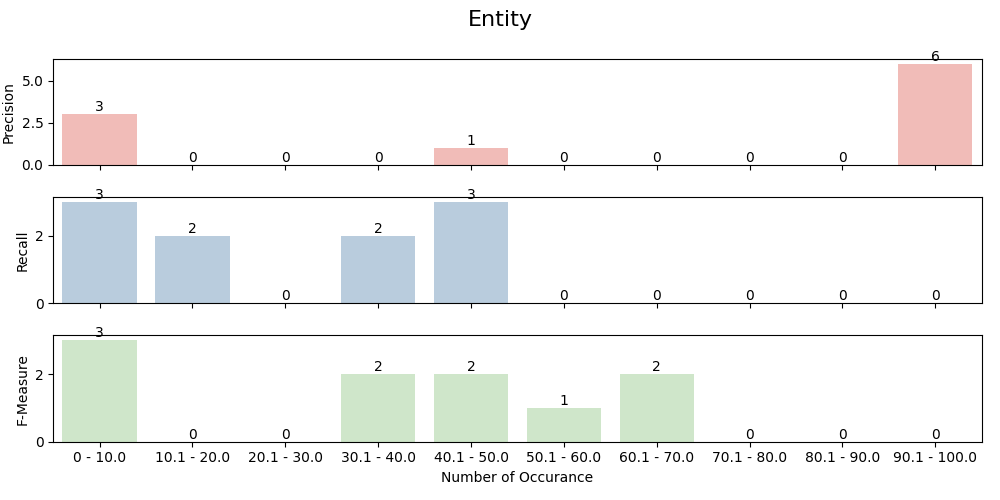 Entity
Precision
5.0
2.5
0.0
3 0 0 0 1 0 0 0 0 6
Recall
2
0
3 2 0 2 3 0 0 0 0 0
F-Measure
2
0
3 0 0 2 2 1 2 0 0 0
0 - 10.0 10.1 - 20.0 20.1 - 30.0 30.1 - 40.0 40.1 - 50.0 50.1 - 60.0 60.1 - 70.0 70.1 - 80.0 80.1 - 90.0 90.1 - 100.0
Number of Occurance